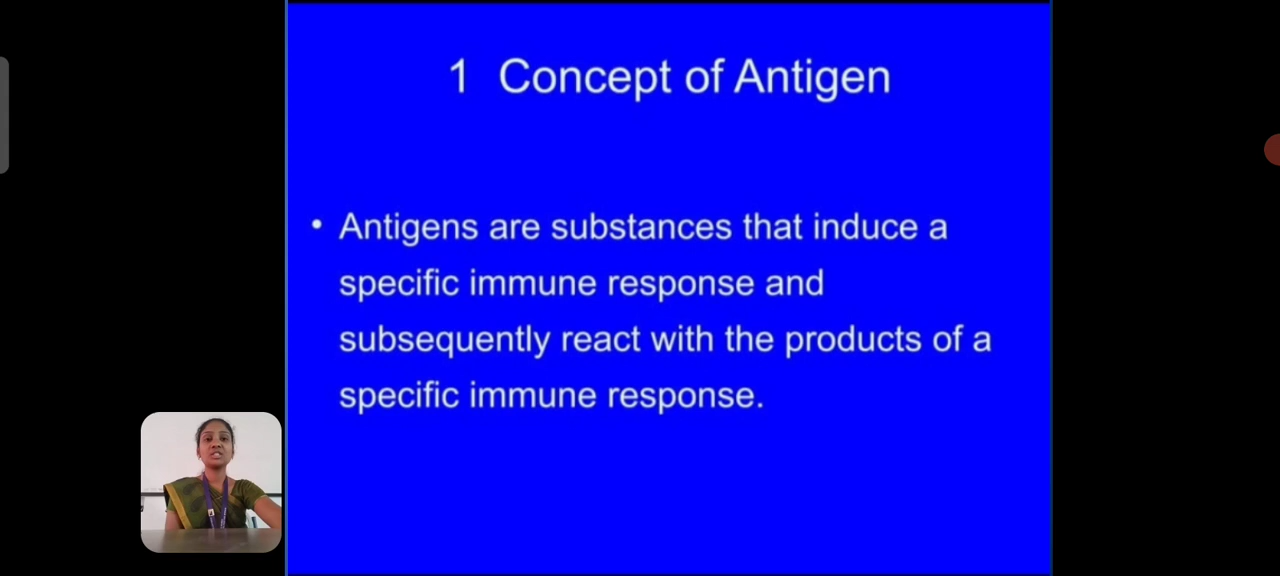 1 Concept of Antigen
• Antigens are substances that induce a
specific immune response and
subsequently react with the products of a
specific immune response.